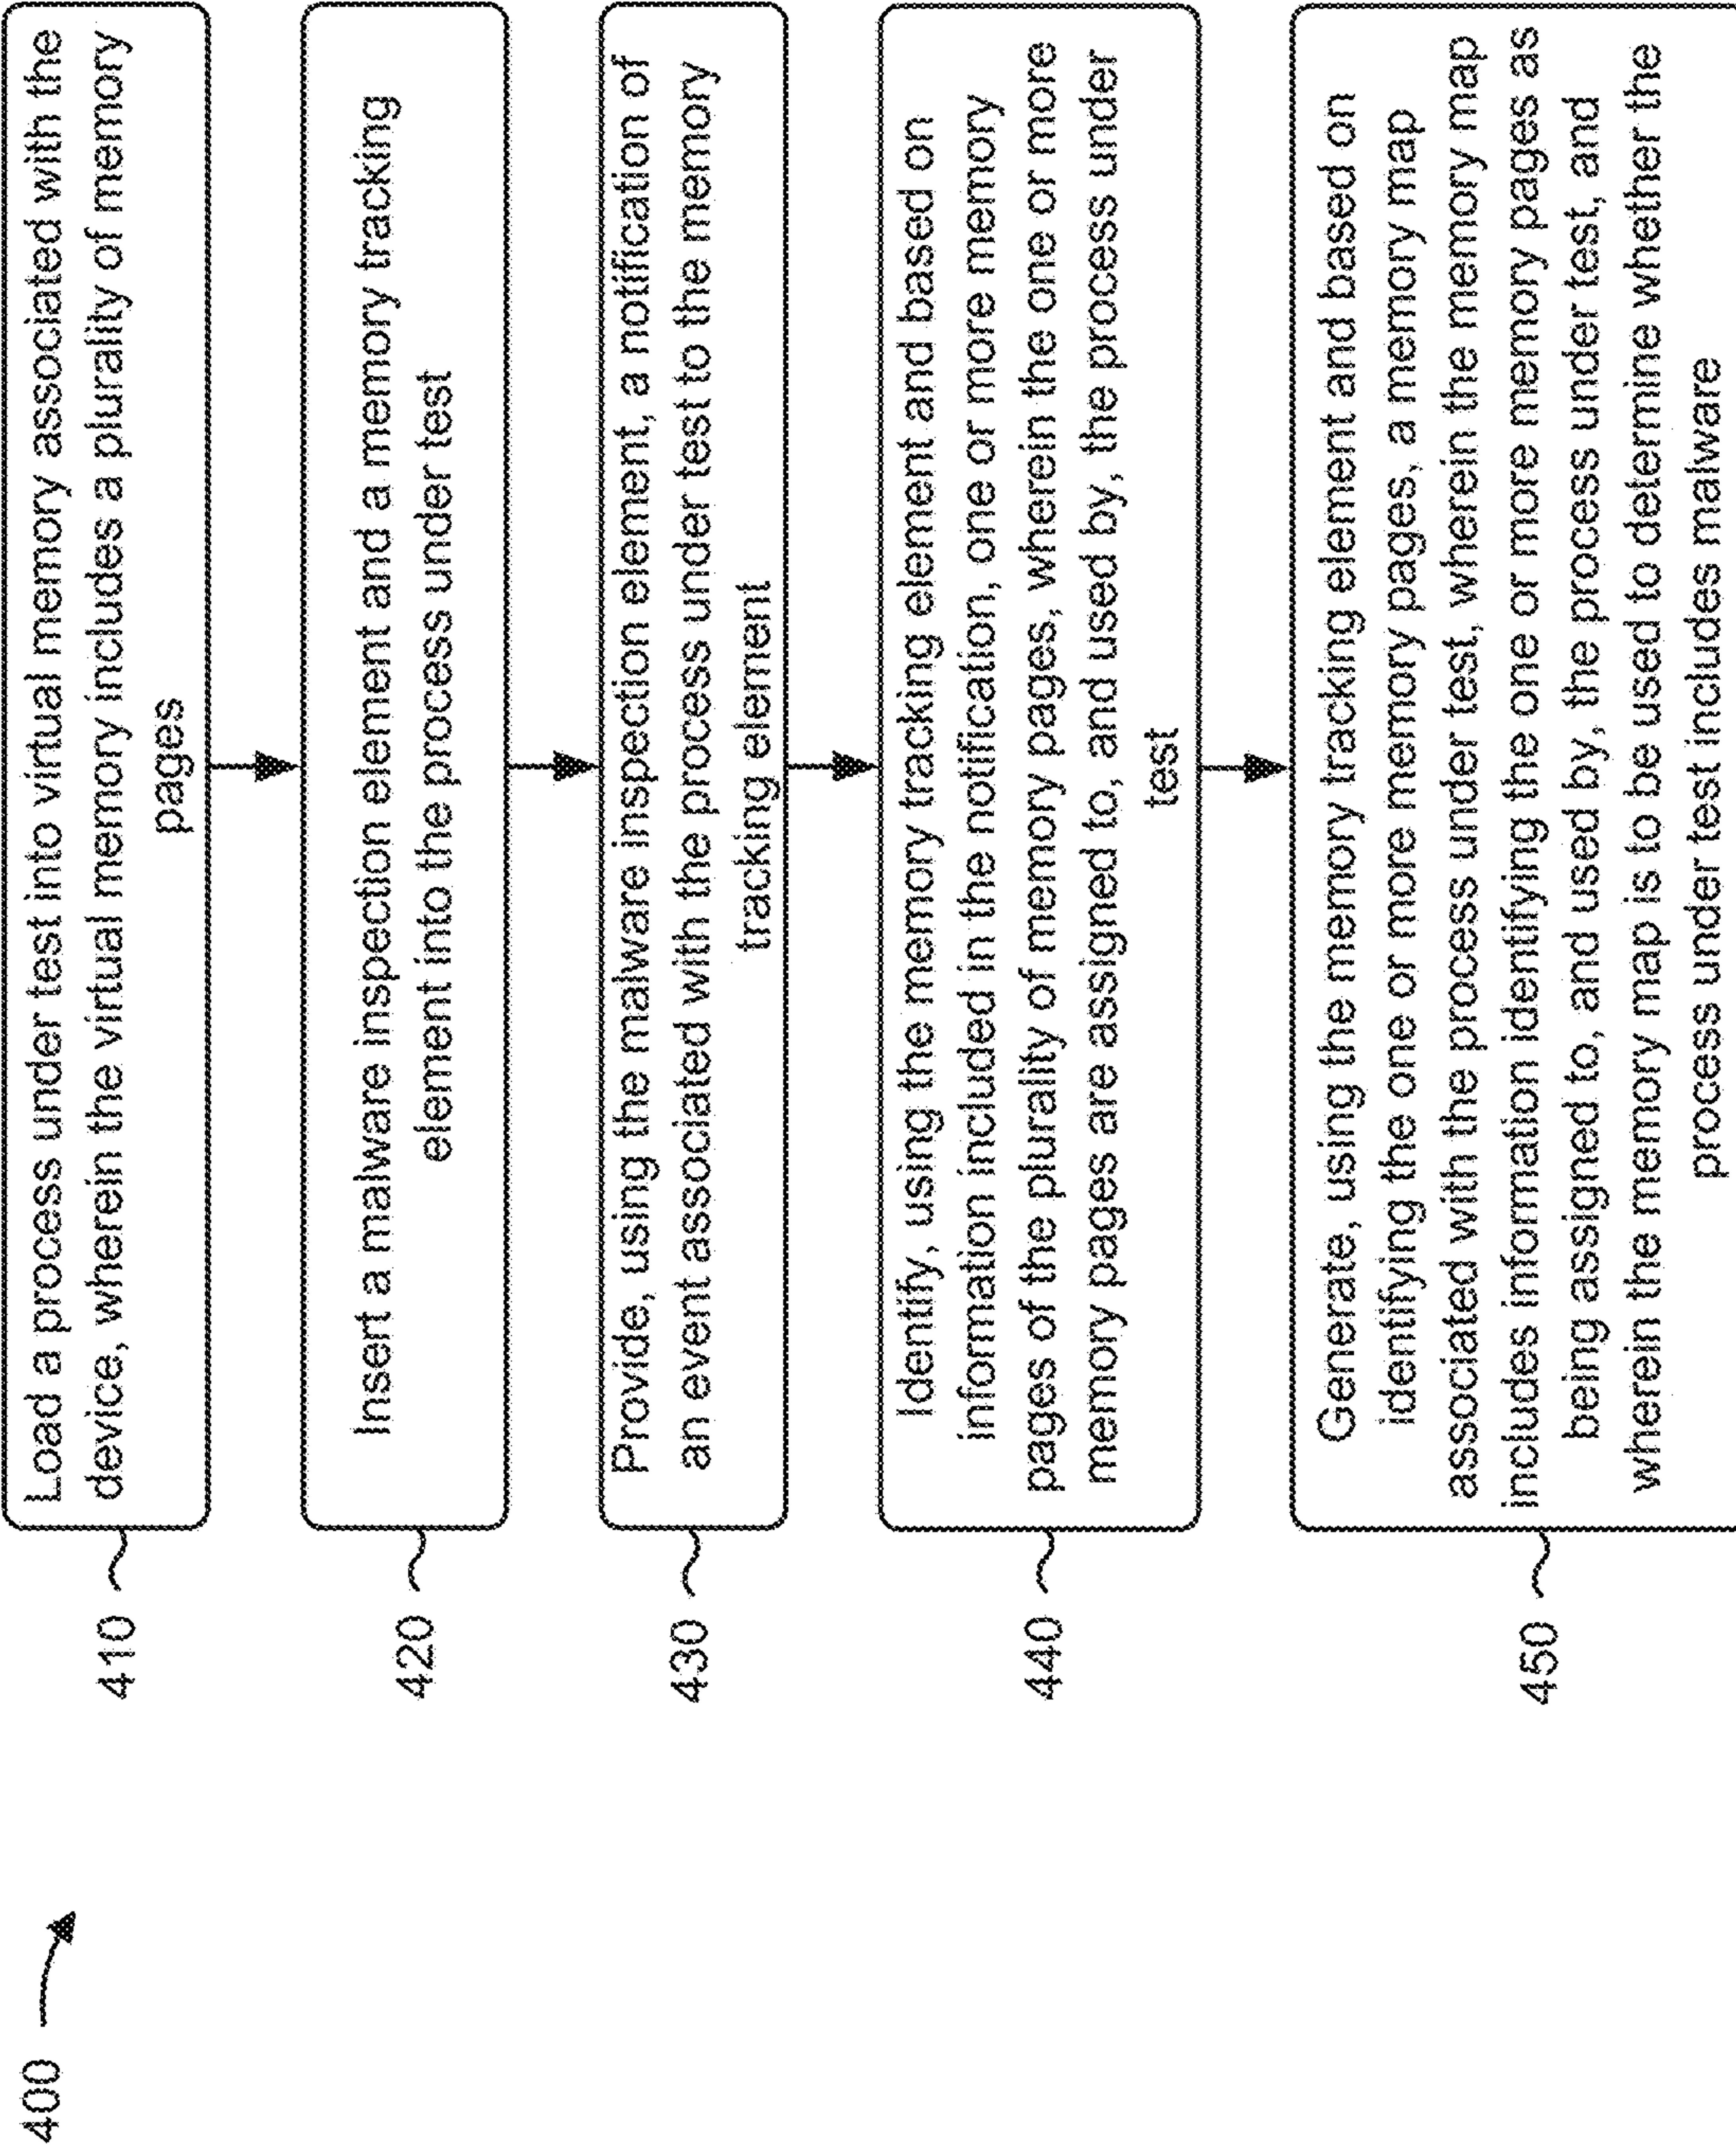 400
410
Load a process under test into virtual memory associated with the
device, wherein the virtual memory includes a plurality of memory
pages
420
Insert a malware inspection element and a memory tracking
element into the process under test
430
Provide, using the malware inspection element, a notification of
an event associated with the process under test to the memory
tracking element
440
Identify, using the memory tracking element and based on
information included in the notification, one or more memory
pages of the plurality of memory pages, wherein the one or more
memory pages are assigned to, and used by, the process under
test
450
Generate, using the memory tracking element and based on
identifying the one or more memory pages, a memory map
associated with the process under test, wherein the memory map
includes information identifying the one or more memory pages as
being assigned to, and used by, the process under test, and
wherein the memory map is to be used to determine whether the
process under test includes malware